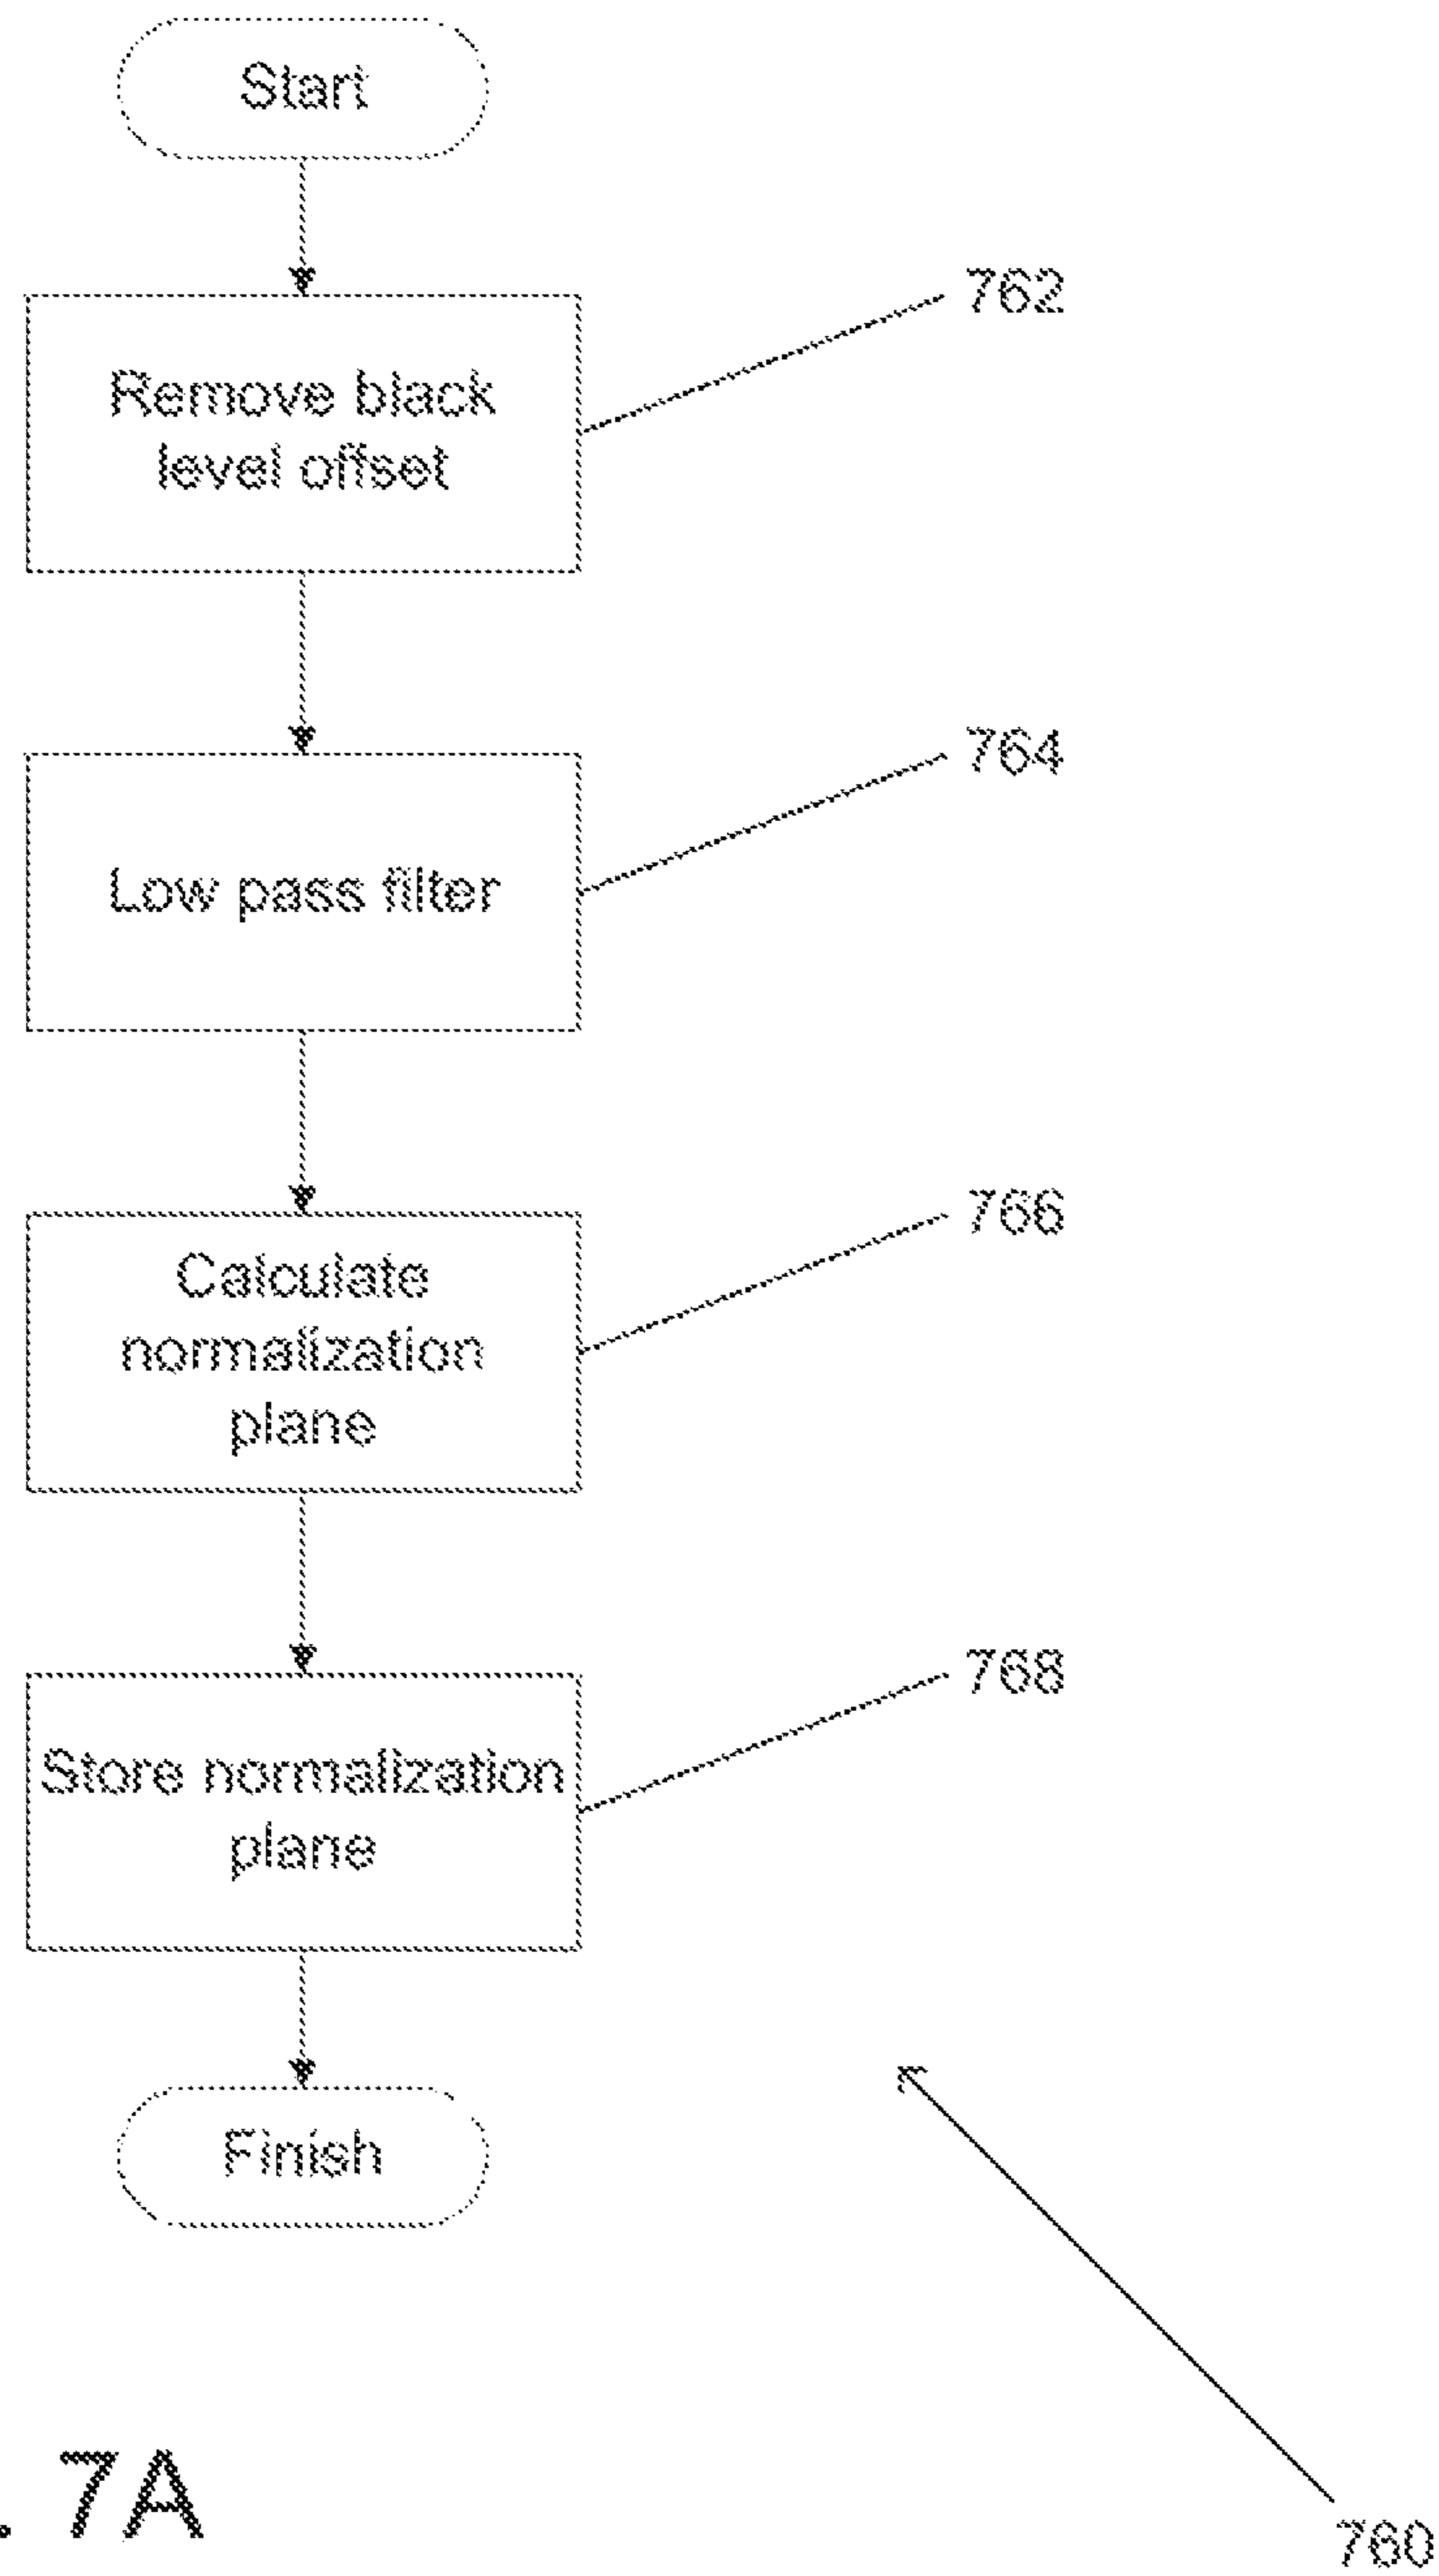 Start
762
Remove black
level offset
764
Low pass filter
766
Calculate
normalization
plane
768
Store normalization
plane
Finish
. 7A
760